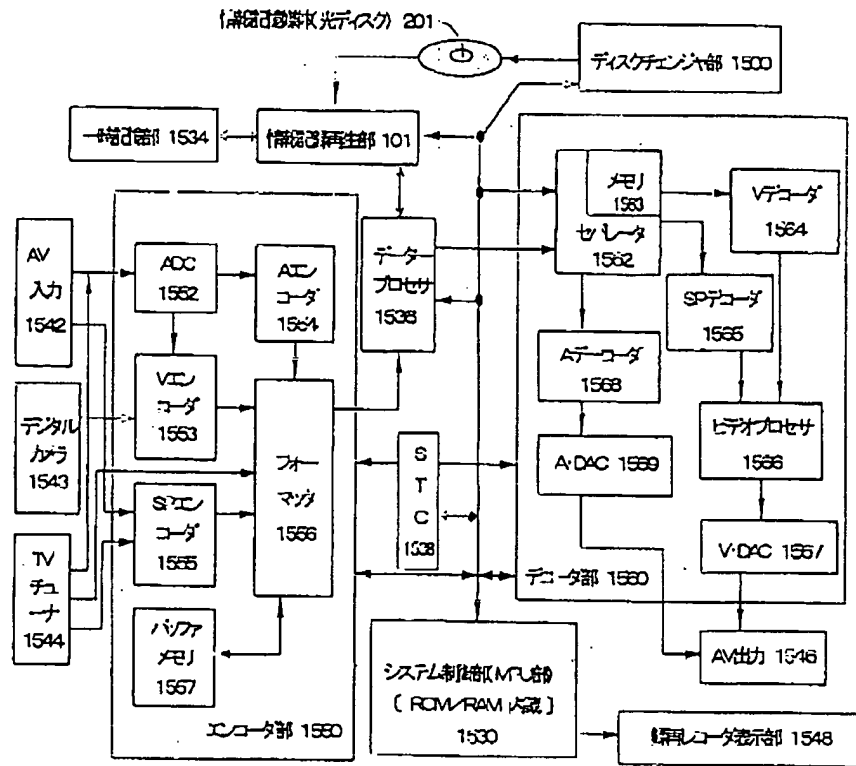 情報記憶媒体(光ディスク) 201
ディスクチェンジャ部 1500
一時記憶部 1534
情報記録再生部 101
メモリ
1563
セパレータ
1562
Vデコーダ
1564
AV
入力
1542
ADC
1552
Aエン
コーダ
1554
データー
プロセサ
1536
SPデコーダ
1565
Aデーコーダ
1568
Vエン
コーダ
1553
デジタル
カメラ
1543
フォー
マッタ
1556
S
T
C
1538
A・DAC 1569
ビデオプロセサ
1566
SPエン
コーダ
1555
TV
チュ
ーナ
1544
V・DAC 1567
デコーダ部 1560
バッファ
メモリ
1557
システム制御部(MPU部)
[ROM/RAM 内蔵]
1530
AV出力 1546
エンコーダ部 1550
録再レコーダ表示部 1548